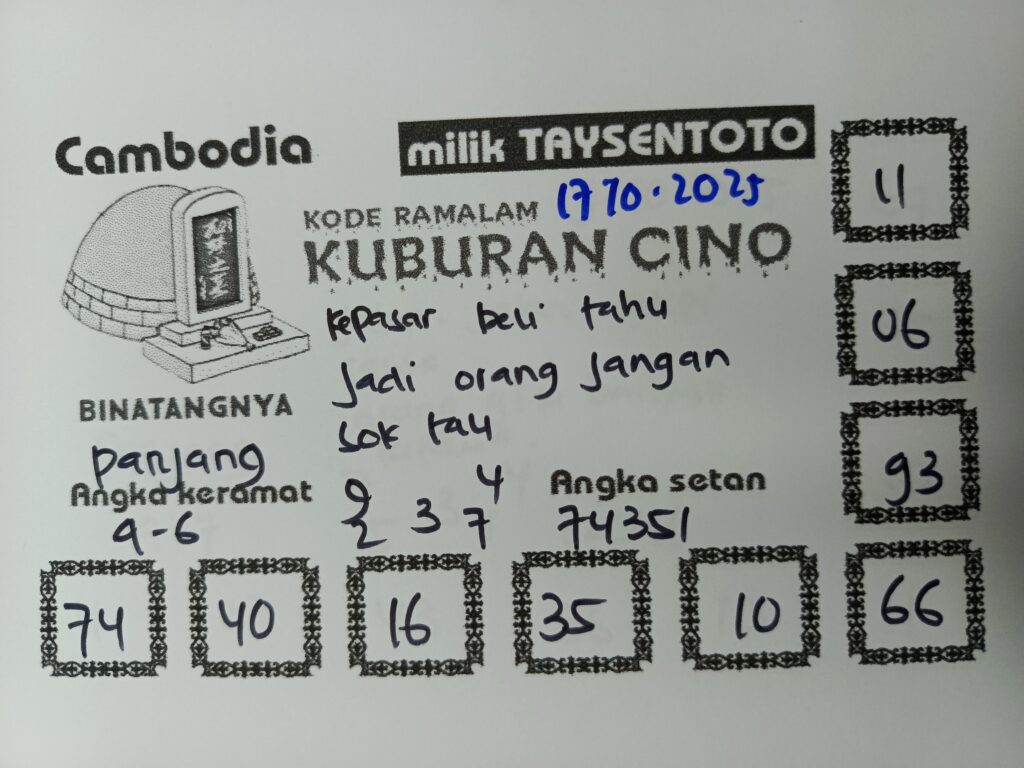 Cambodia
milik TAYSENTOTO
KODE RAMALAM 17 10 . 2025
KUBURAN CINO
kepasar beli tahu
Jadi orang Jangan
sok tau
BINATANGNYA
panjang
Angka keramat
9-6
9 4
2 3 7
Angka setan
74351
11
06
93
66
74 40 16 35 10